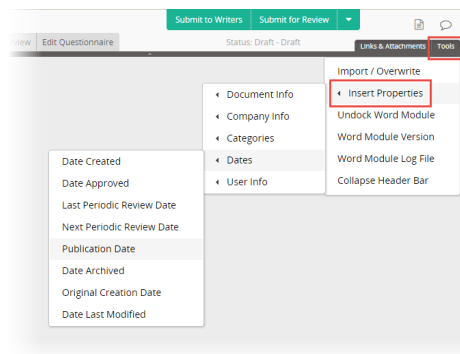 Submit to Writers Submit for Review
view Edit Questionnaire Status: Draft - Draft Links & Attachments Tools
Import / Overwrite
Insert Properties
Undock Word Module
Word Module Version
Word Module Log File
Collapse Header Bar
Document Info
Company Info
Categories
Dates
User Info
Date Created
Date Approved
Last Periodic Review Date
Next Periodic Review Date
Publication Date
Date Archived
Original Creation Date
Date Last Modified